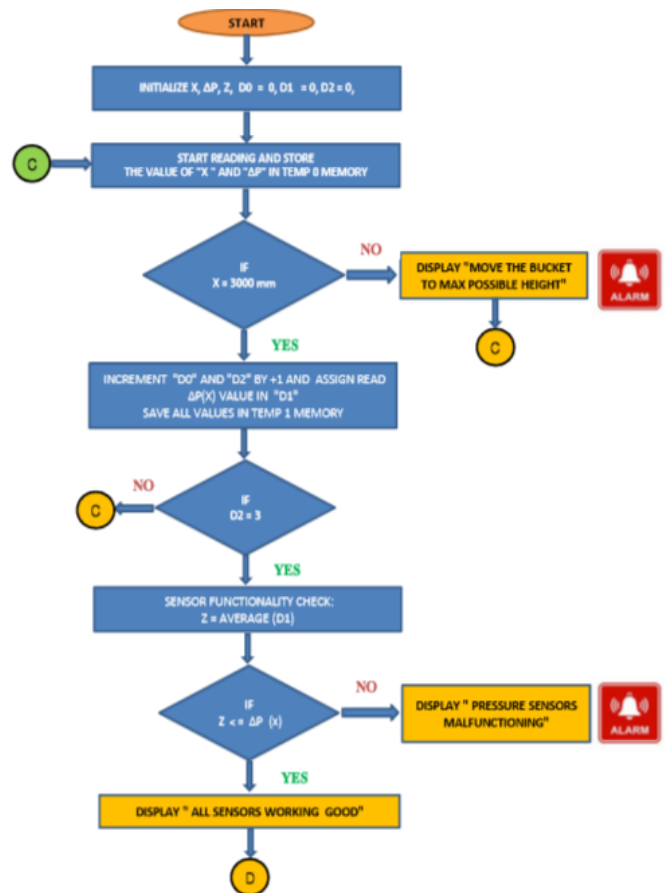 START
INITIALIZE X, ΔP, Z, D0 = 0, D1 = 0, D2 = 0,
C
START READING AND STORE
THE VALUE OF "X " AND "ΔP" IN TEMP 0 MEMORY
IF
X = 3000 mm
NO
DISPLAY "MOVE THE BUCKET
TO MAX POSSIBLE HEIGHT"
ALARM
C
YES
INCREMENT "D0" AND "D2" BY +1 AND ASSIGN READ
ΔP(X) VALUE IN "D1"
SAVE ALL VALUES IN TEMP 1 MEMORY
NO
C
IF
D2 = 3
YES
SENSOR FUNCTIONALITY CHECK:
Z = AVERAGE (D1)
IF
Z < = ΔP (x)
NO
DISPLAY " PRESSURE SENSORS
MALFUNCTIONING"
ALARM
YES
DISPLAY " ALL SENSORS WORKING GOOD"
D